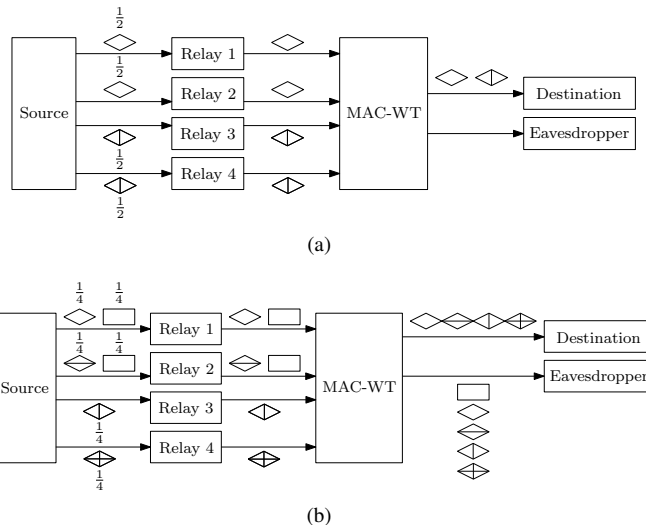 1/2
Relay 1
1/2
Relay 2
Source
MAC-WT
Destination
Relay 3
Eavesdropper
1/2
Relay 4
1/2
(a)
1/4 1/4
Relay 1
1/4 1/4
Destination
Relay 2
Source
MAC-WT
Eavesdropper
Relay 3
1/4
Relay 4
1/4
(b)